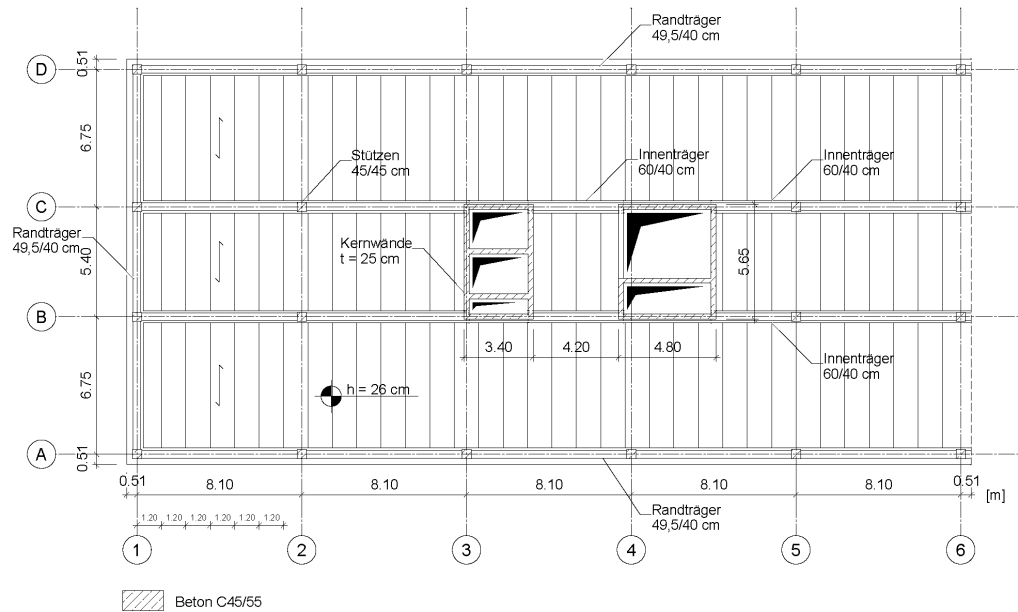 Randträger
49,5/40 cm
0.51
D
6.75
Stützen
45/45 cm
Innenträger
60/40 cm
Innenträger
60/40 cm
C
Randträger
49,5/40 cm
5.40
Kernwände
t = 25 cm
5.65
B
3.40
4.20
4.80
Innenträger
60/40 cm
6.75
h = 26 cm
A
0.51
0.51
8.10
8.10
8.10
8.10
8.10
0.51
[m]
Randträger
49,5/40 cm
1.20
1.20
1.20
1.20
1.20
1.20
1
2
3
4
5
6
Beton C45/55